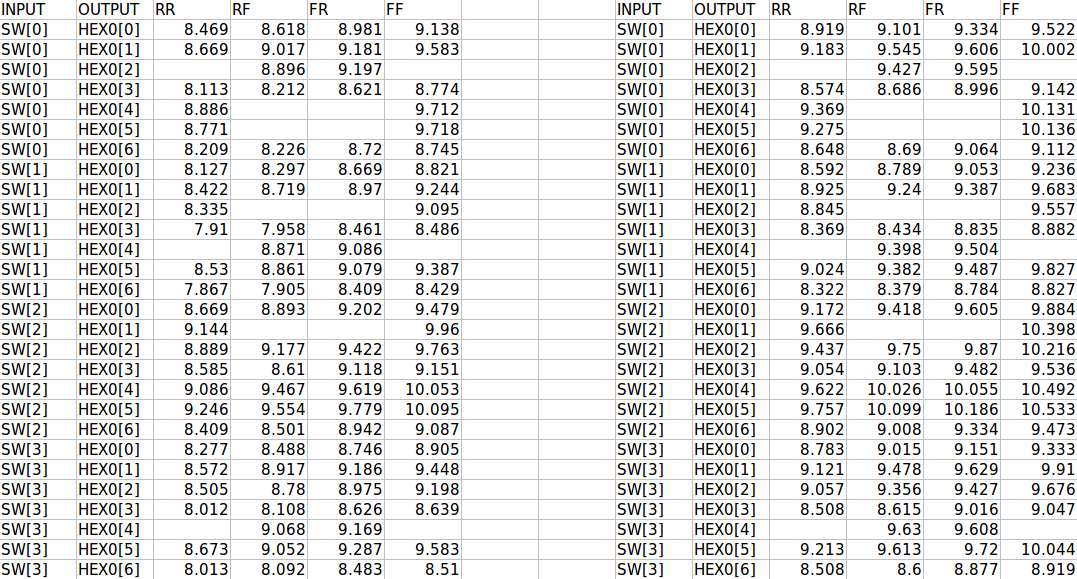 INPUT OUTPUT RR RF FR FF INPUT OUTPUT RR RF FR FF
SW[0] HEX0[0] 8.469 8.618 8.981 9.138 SW[0] HEX0[0] 8.919 9.101 9.334 9.522
SW[0] HEX0[1] 8.669 9.017 9.181 9.583 SW[0] HEX0[1] 9.183 9.545 9.606 10.002
SW[0] HEX0[2] 8.896 9.197 SW[0] HEX0[2] 9.427 9.595
SW[0] HEX0[3] 8.113 8.212 8.621 8.774 SW[0] HEX0[3] 8.574 8.686 8.996 9.142
SW[0] HEX0[4] 8.886 9.712 SW[0] HEX0[4] 9.369 10.131
SW[0] HEX0[5] 8.771 9.718 SW[0] HEX0[5] 9.275 10.136
SW[0] HEX0[6] 8.209 8.226 8.72 8.745 SW[0] HEX0[6] 8.648 8.69 9.064 9.112
SW[1] HEX0[0] 8.127 8.297 8.669 8.821 SW[1] HEX0[0] 8.592 8.789 9.053 9.236
SW[1] HEX0[1] 8.422 8.719 8.97 9.244 SW[1] HEX0[1] 8.925 9.24 9.387 9.683
SW[1] HEX0[2] 8.335 9.095 SW[1] HEX0[2] 8.845 9.557
SW[1] HEX0[3] 7.91 7.958 8.461 8.486 SW[1] HEX0[3] 8.369 8.434 8.835 8.882
SW[1] HEX0[4] 8.871 9.086 SW[1] HEX0[4] 9.398 9.504
SW[1] HEX0[5] 8.53 8.861 9.079 9.387 SW[1] HEX0[5] 9.024 9.382 9.487 9.827
SW[1] HEX0[6] 7.867 7.905 8.409 8.429 SW[1] HEX0[6] 8.322 8.379 8.784 8.827
SW[2] HEX0[0] 8.669 8.893 9.202 9.479 SW[2] HEX0[0] 9.172 9.418 9.605 9.884
SW[2] HEX0[1] 9.144 9.96 SW[2] HEX0[1] 9.666 10.398
SW[2] HEX0[2] 8.889 9.177 9.422 9.763 SW[2] HEX0[2] 9.437 9.75 9.87 10.216
SW[2] HEX0[3] 8.585 8.61 9.118 9.151 SW[2] HEX0[3] 9.054 9.103 9.482 9.536
SW[2] HEX0[4] 9.086 9.467 9.619 10.053 SW[2] HEX0[4] 9.622 10.026 10.055 10.492
SW[2] HEX0[5] 9.246 9.554 9.779 10.095 SW[2] HEX0[5] 9.757 10.099 10.186 10.533
SW[2] HEX0[6] 8.409 8.501 8.942 9.087 SW[2] HEX0[6] 8.902 9.008 9.334 9.473
SW[3] HEX0[0] 8.277 8.488 8.746 8.905 SW[3] HEX0[0] 8.783 9.015 9.151 9.333
SW[3] HEX0[1] 8.572 8.917 9.186 9.448 SW[3] HEX0[1] 9.121 9.478 9.629 9.91
SW[3] HEX0[2] 8.505 8.78 8.975 9.198 SW[3] HEX0[2] 9.057 9.356 9.427 9.676
SW[3] HEX0[3] 8.012 8.108 8.626 8.639 SW[3] HEX0[3] 8.508 8.615 9.016 9.047
SW[3] HEX0[4] 9.068 9.169 SW[3] HEX0[4] 9.63 9.608
SW[3] HEX0[5] 8.673 9.052 9.287 9.583 SW[3] HEX0[5] 9.213 9.613 9.72 10.044
SW[3] HEX0[6] 8.013 8.092 8.483 8.51 SW[3] HEX0[6] 8.508 8.6 8.877 8.919